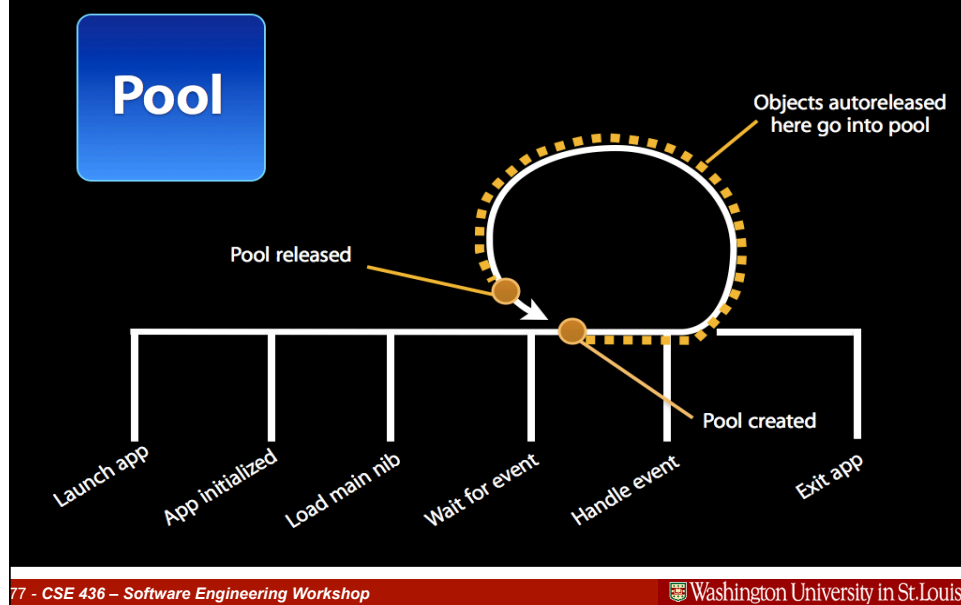 Pool
Objects autoreleased
here go into pool
Pool released
Pool created
Launch app
App initialized
Load main nib
Wait for event
Handle event
Exit app
77 - CSE 436 – Software Engineering Workshop
Washington University in St.Louis